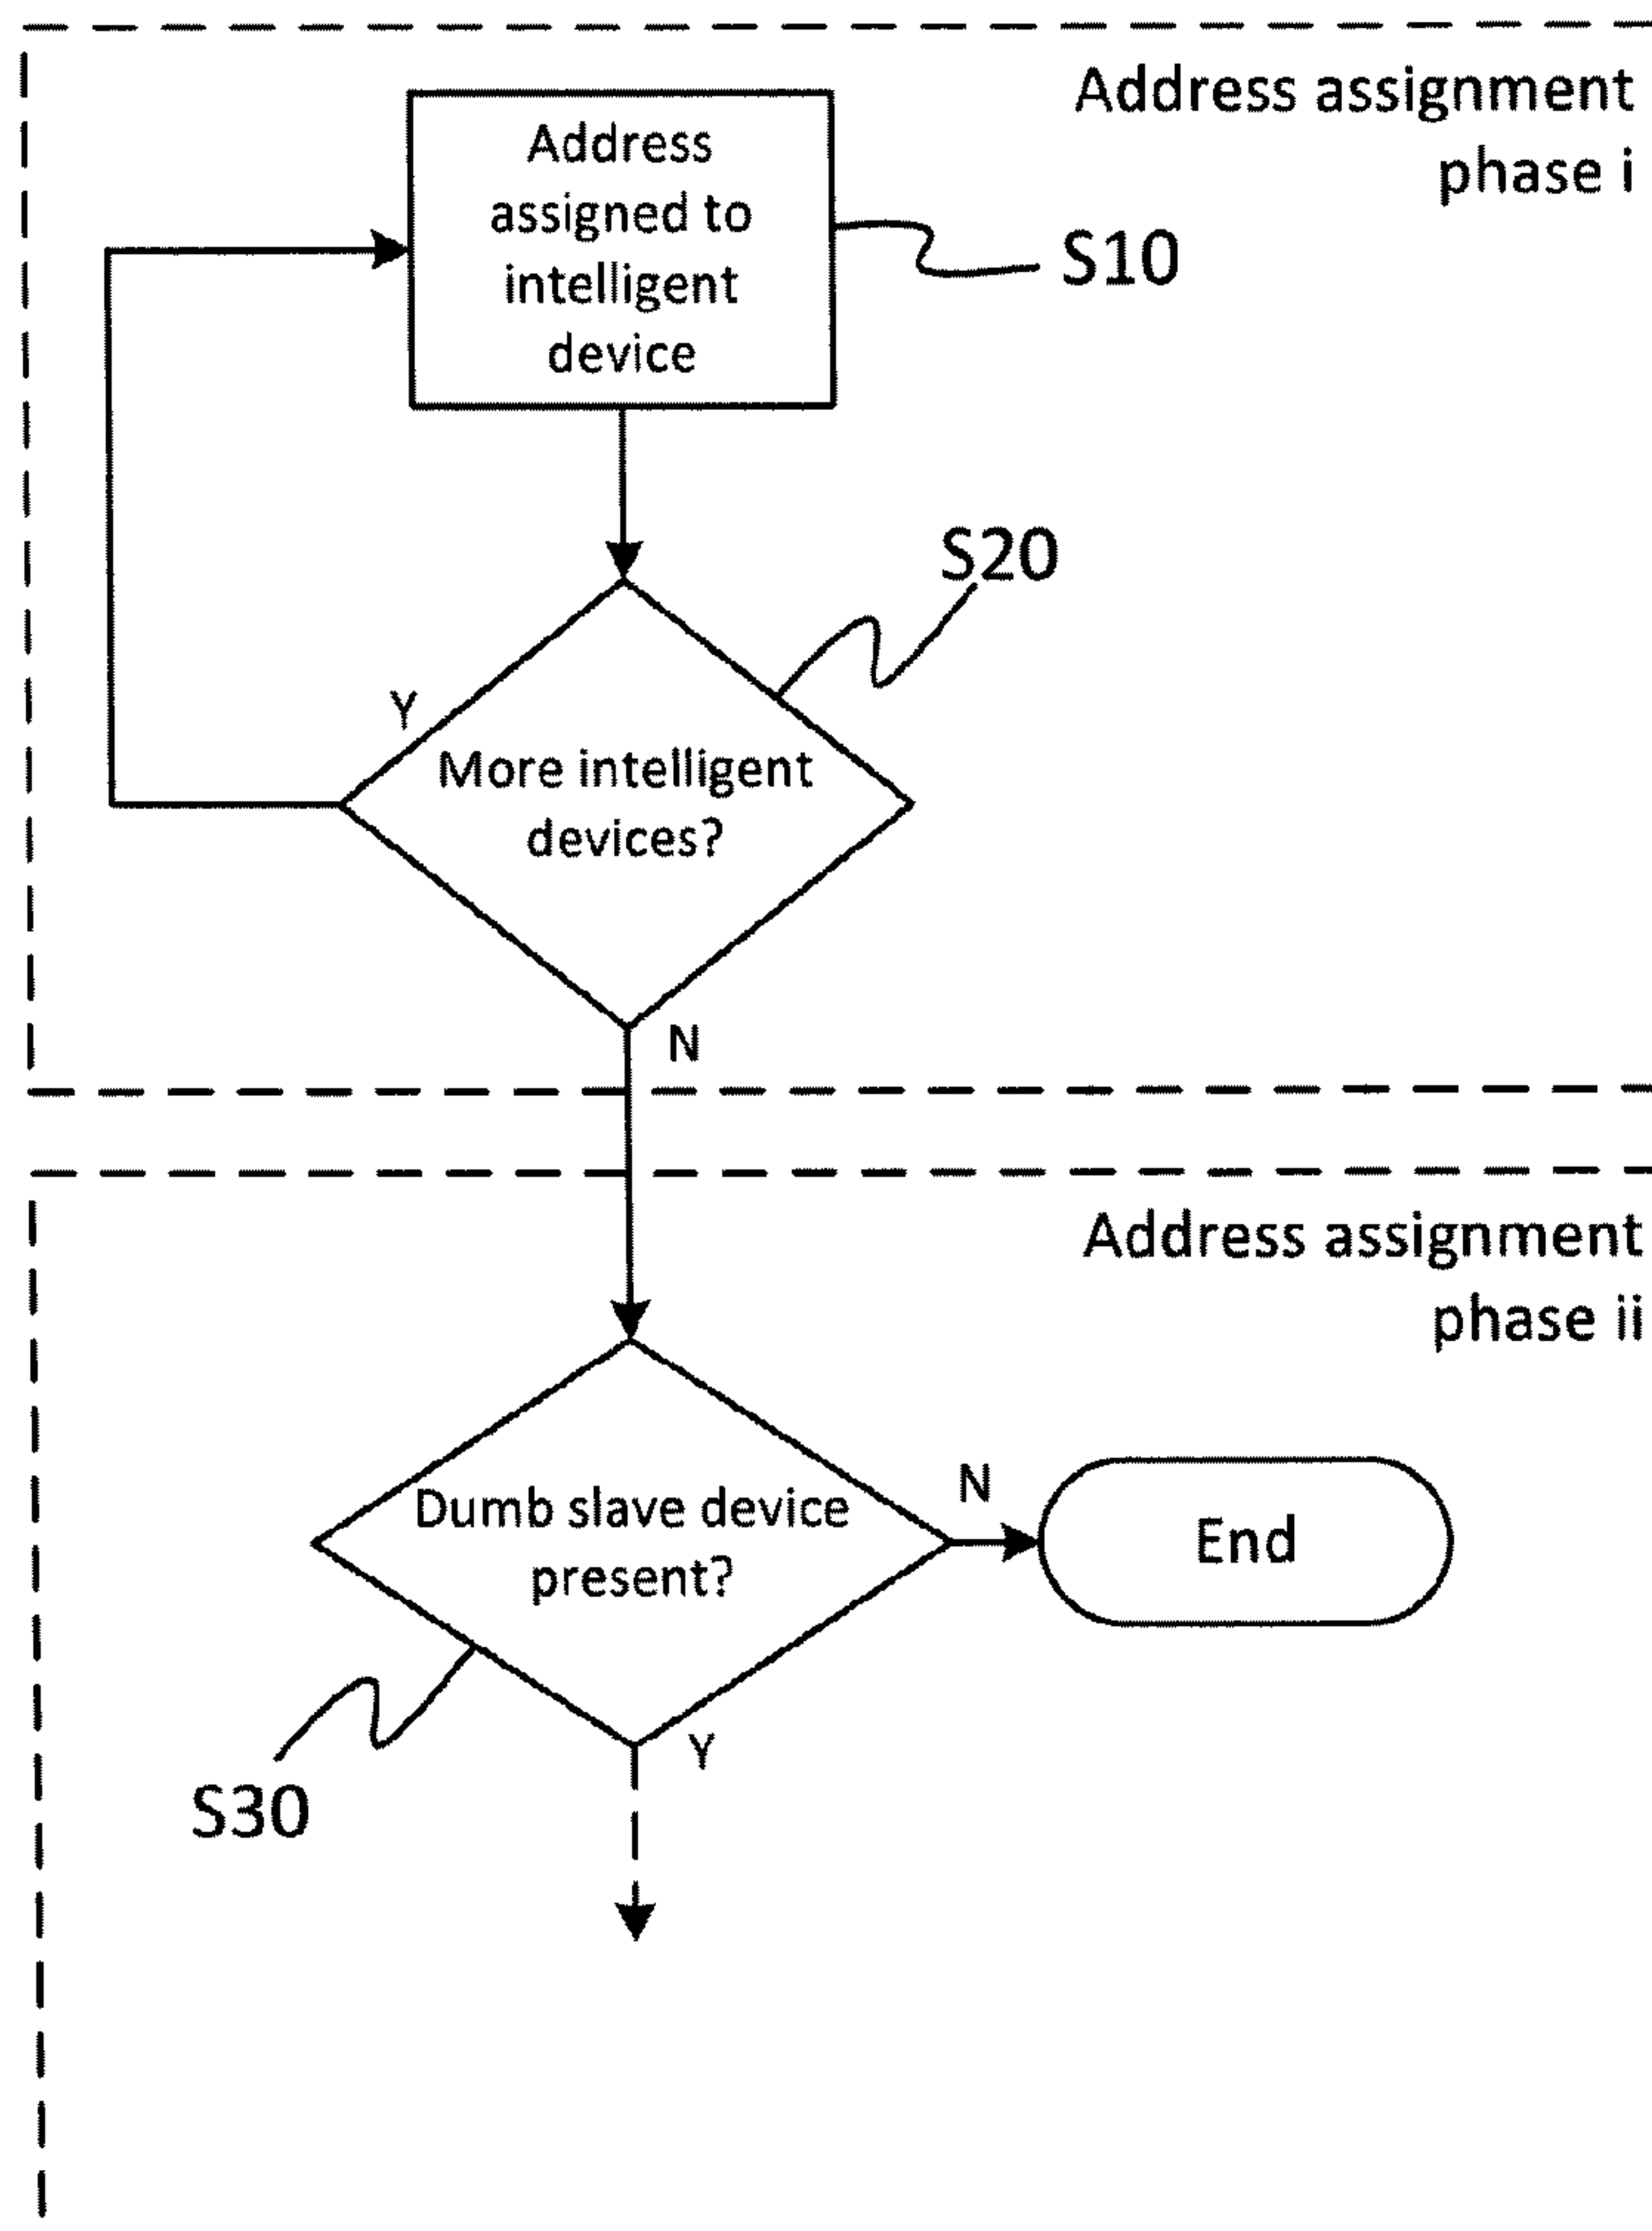 Address assignment
phase i
Address
assigned to
intelligent
device
S10
S20
Y
More intelligent
devices?
N
Address assignment
phase ii
N
Dumb slave device
present?
End
Y
S30